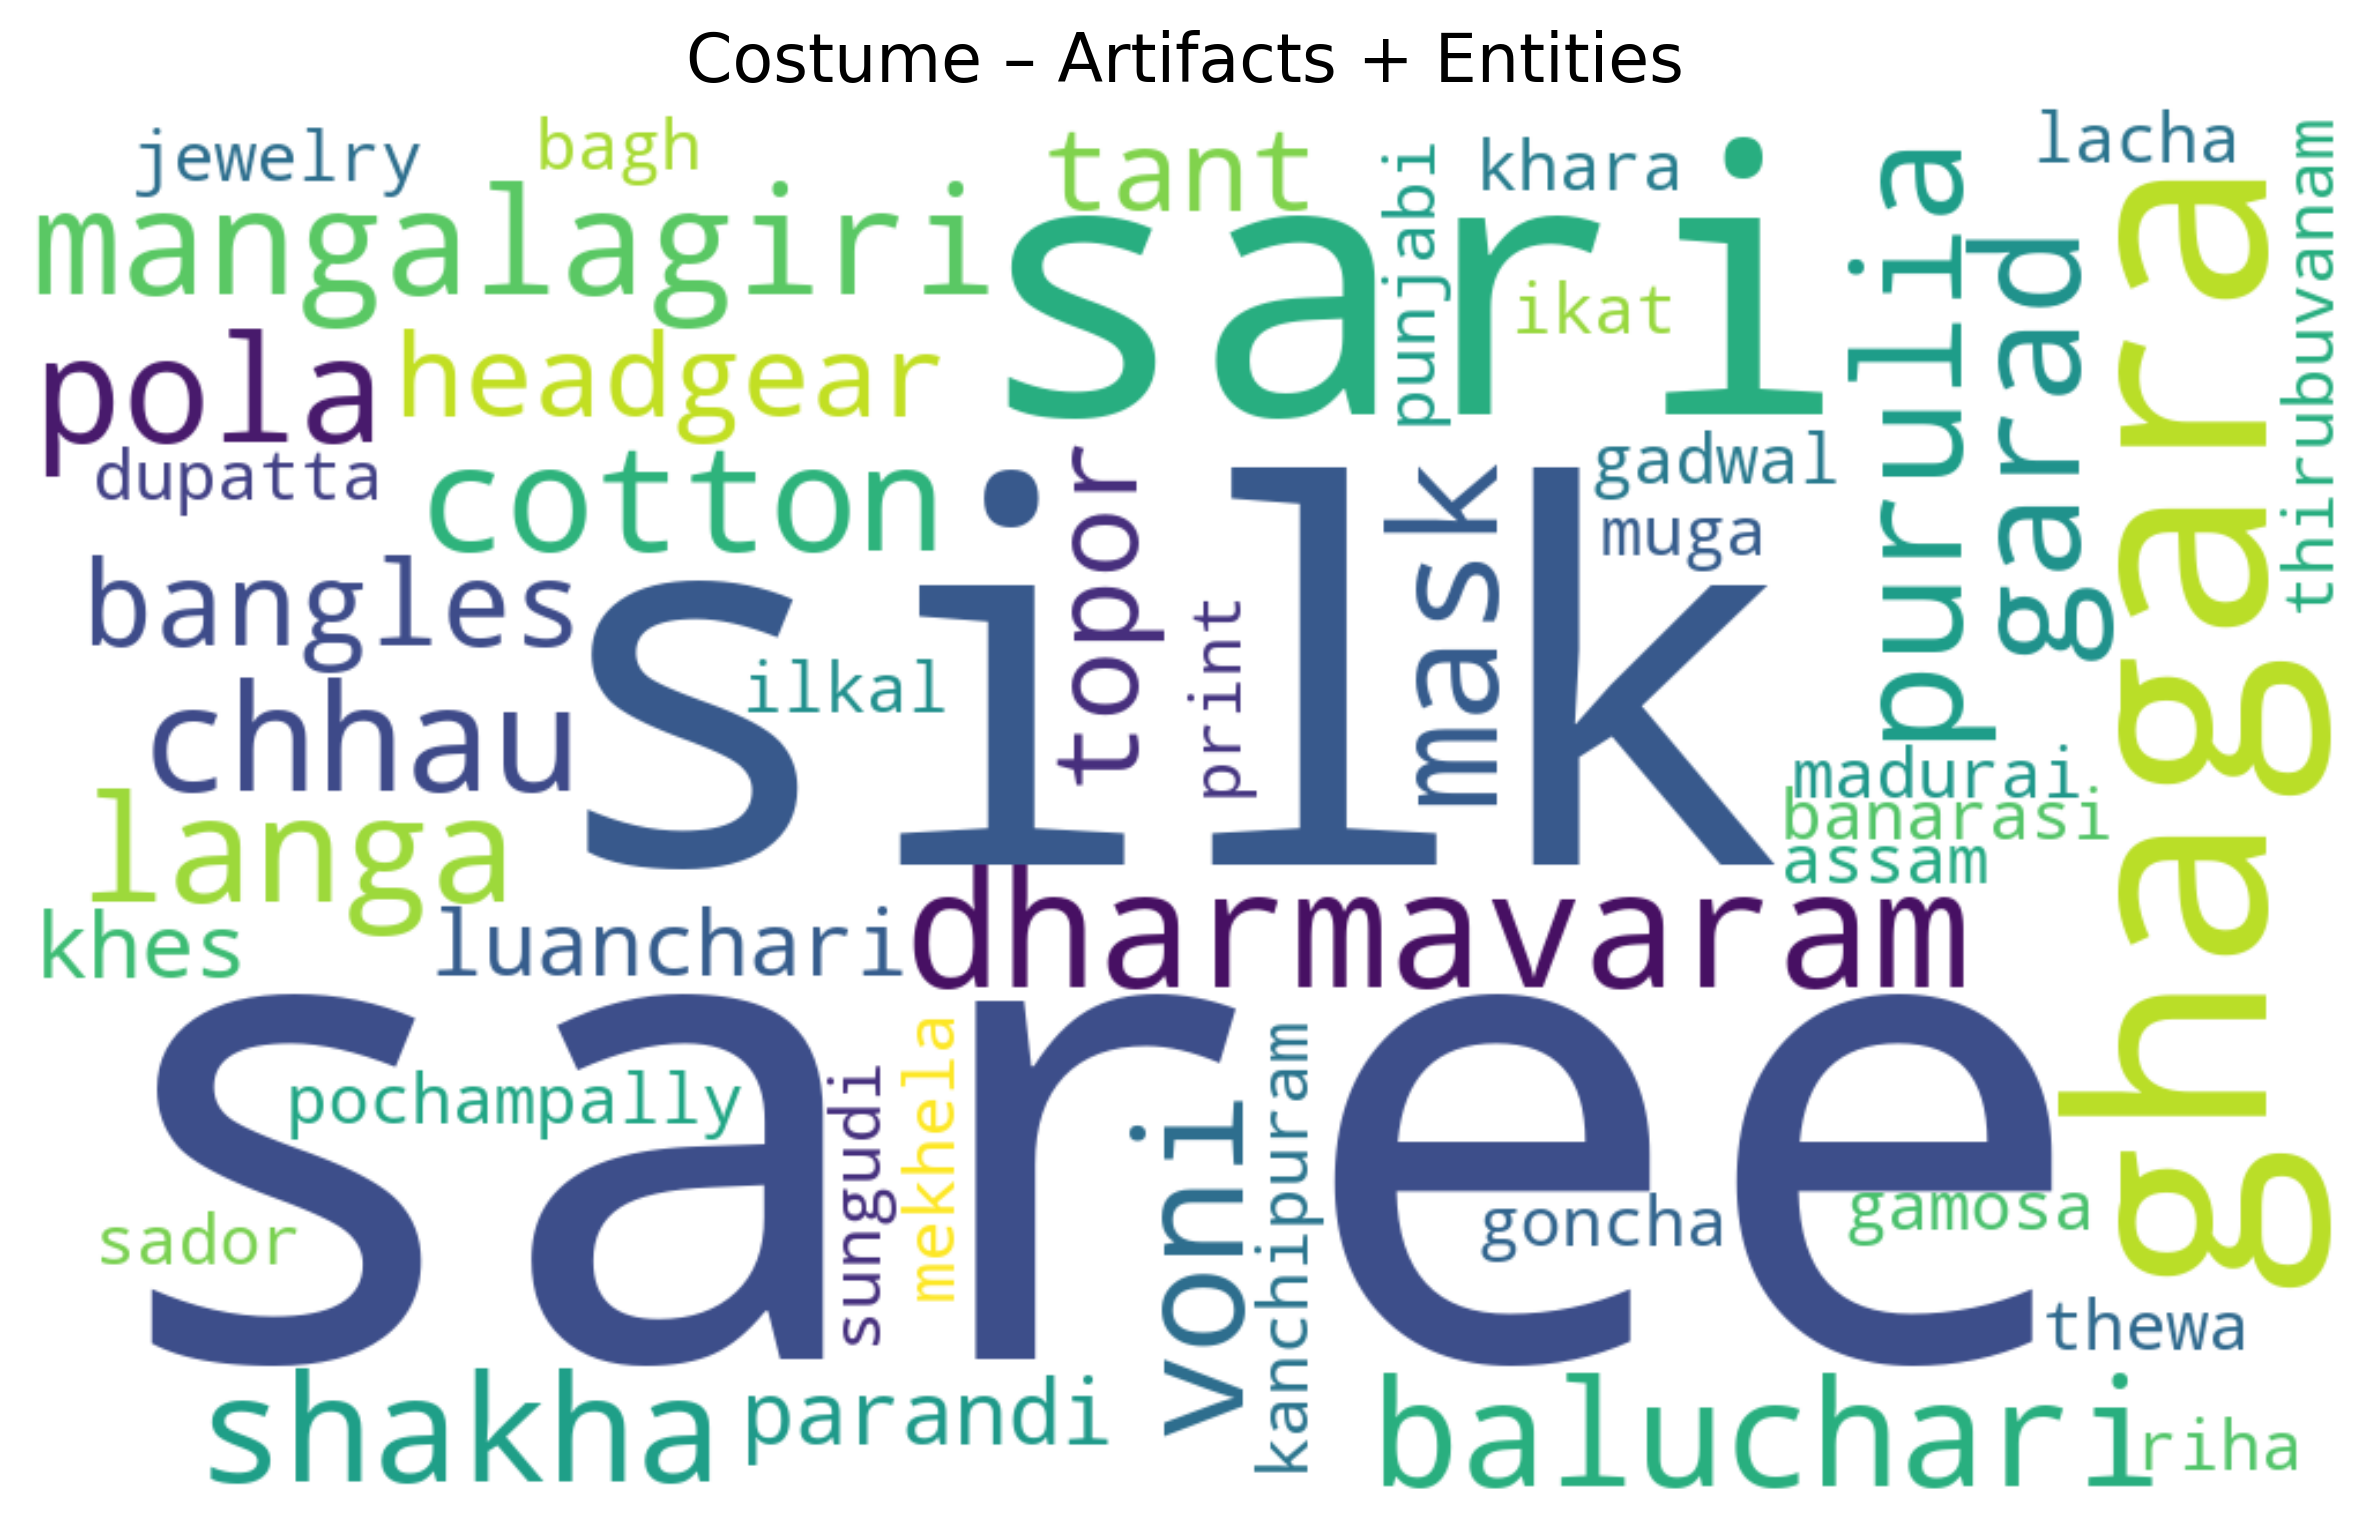 Costume – Artifacts + Entities
jewelry
bagh
tant
punjabi
khara
lacha
thirubuvanam
mangalagiri
sari
ikat
purulia
garad
ghagara
pola
headgear
dupatta
cotton
topor
mask
gadwal
muga
bangles
silk
ilkal
print
chhau
madurai
banarasi
assam
langa
khes
luanchari
dharmavaram
saree
pochampally
sungudi
mekhela
voni
kanchipuram
goncha
gamosa
sador
thewa
shakha
parandi
baluchari
riha